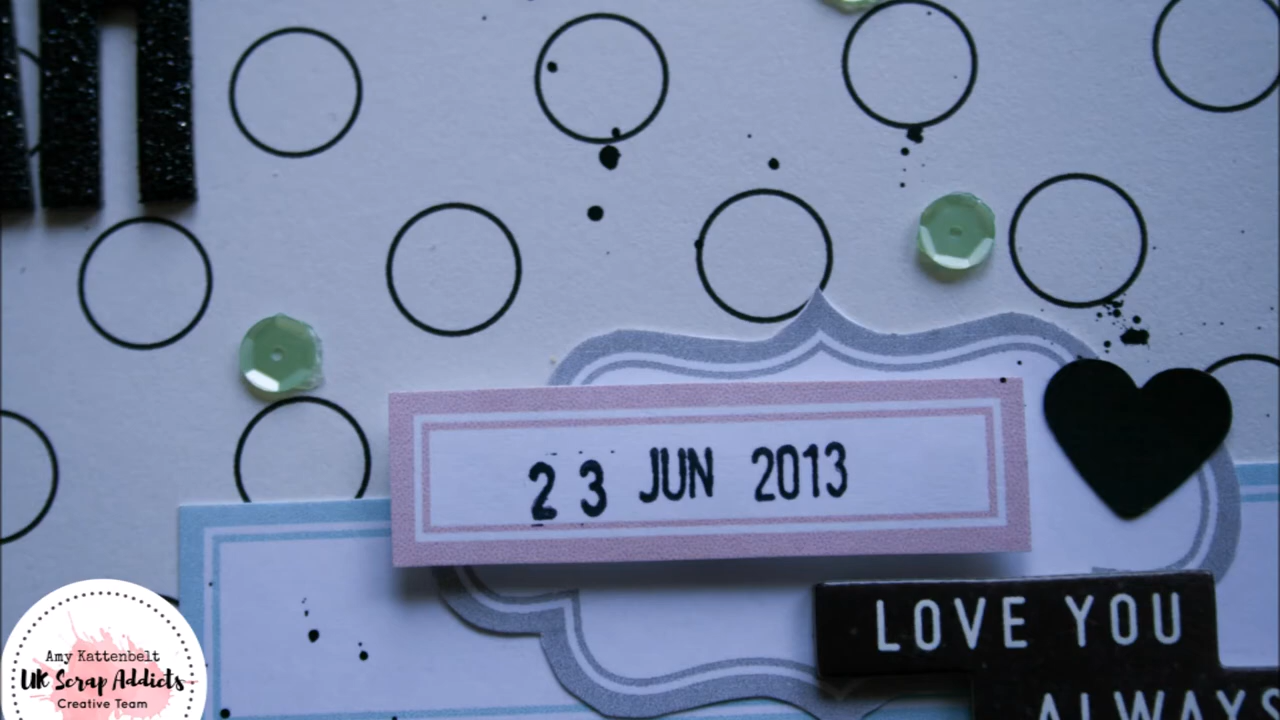 23 JUN 2013
LOVE YOU
ALWAYS
Amy Kattenbelt
UK Scrap Addicts
Creative Team